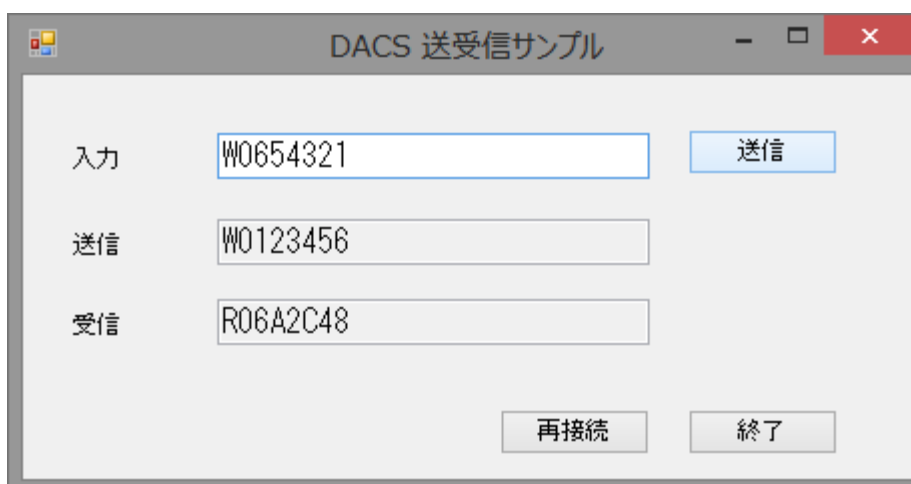 DACS 送受信サンプル
入力 W0654321 送信
送信 W0123456
受信 R06A2C48
再接続 終了